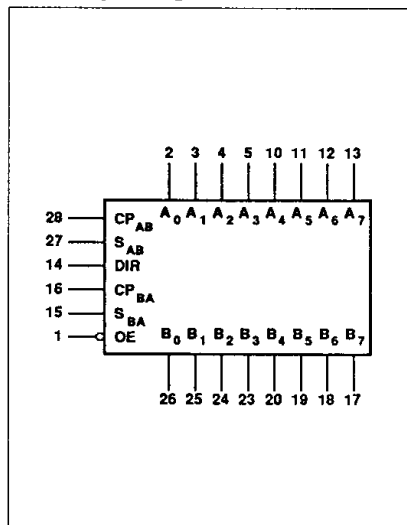 2 3 4 5 10 11 12 13
A0 A1 A2 A3 A4 A5 A6 A7
28 CPAB
27 SAB
14 DIR
16 CPBA
15 SBA
1 OE
B0 B1 B2 B3 B4 B5 B6 B7
26 25 24 23 20 19 18 17